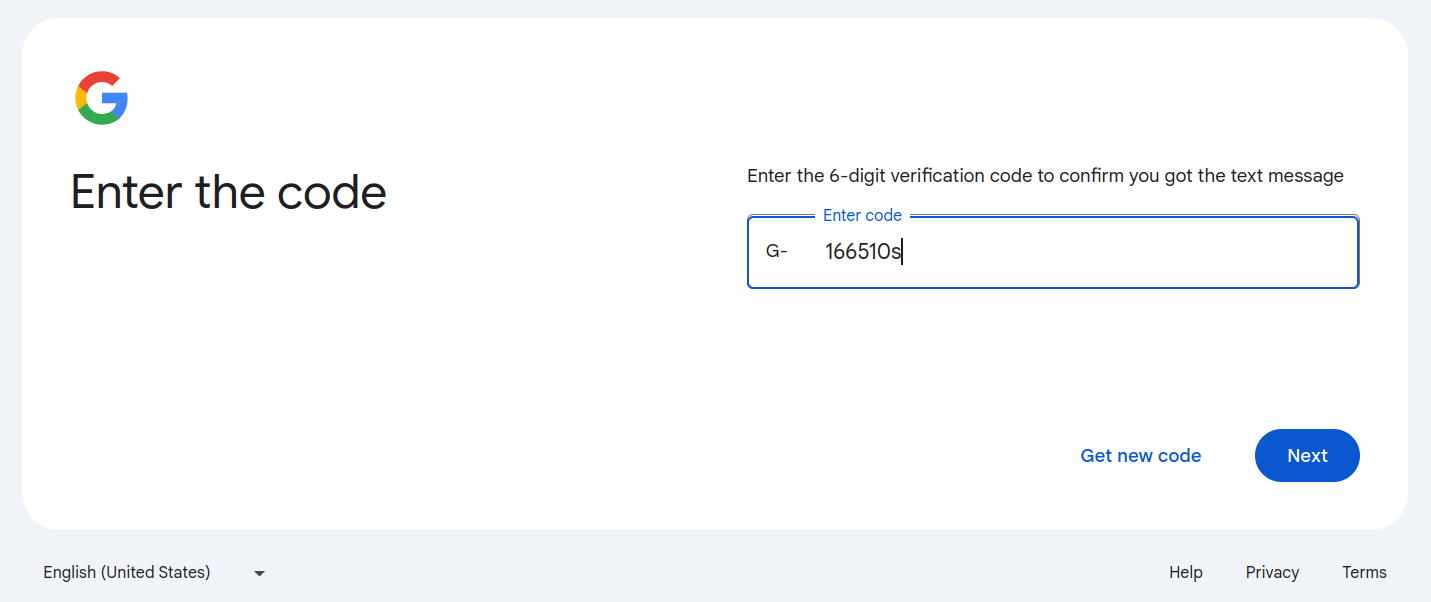 Enter the code
Enter the 6-digit verification code to confirm you got the text message
Enter code
G- 166510s
Get new code
Next
English (United States)
Help
Privacy
Terms